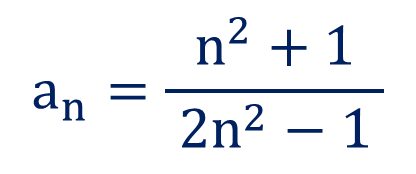 aₙ = (n² + 1) / (2n² − 1)